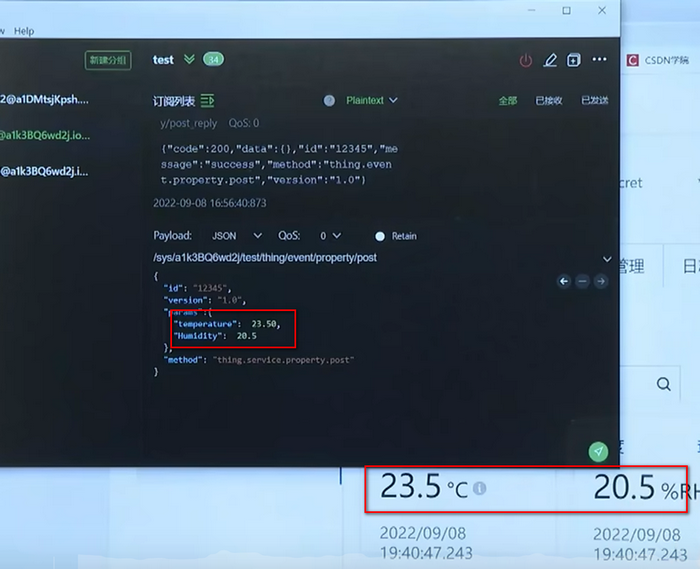 Help
新建分组
test
34
CSDN学院
2@a1DMtsjKpsh....
@a1k3BQ6wd2j.io...
@a1k3BQ6wd2j.i...
订阅列表
Plaintext
全部 已接收 已发送
y/post_reply QoS: 0
{"code":200,"data":{},"id":"12345","me
ssage":"success","method":"thing.even
t.property.post","version":"1.0"}
2022-09-08 16:56:40:873
Payload: JSON QoS: 0 Retain
/sys/a1k3BQ6wd2j/test/thing/event/property/post
{
"id": "12345",
"version": "1.0",
"params":{
"temperature": 23.50,
"Humidity": 20.5
},
"method": "thing.service.property.post"
}
cret
管理
日
度
23.5 °C
20.5 %RH
2022/09/08
19:40:47.243
2022/09/08
19:40:47.243